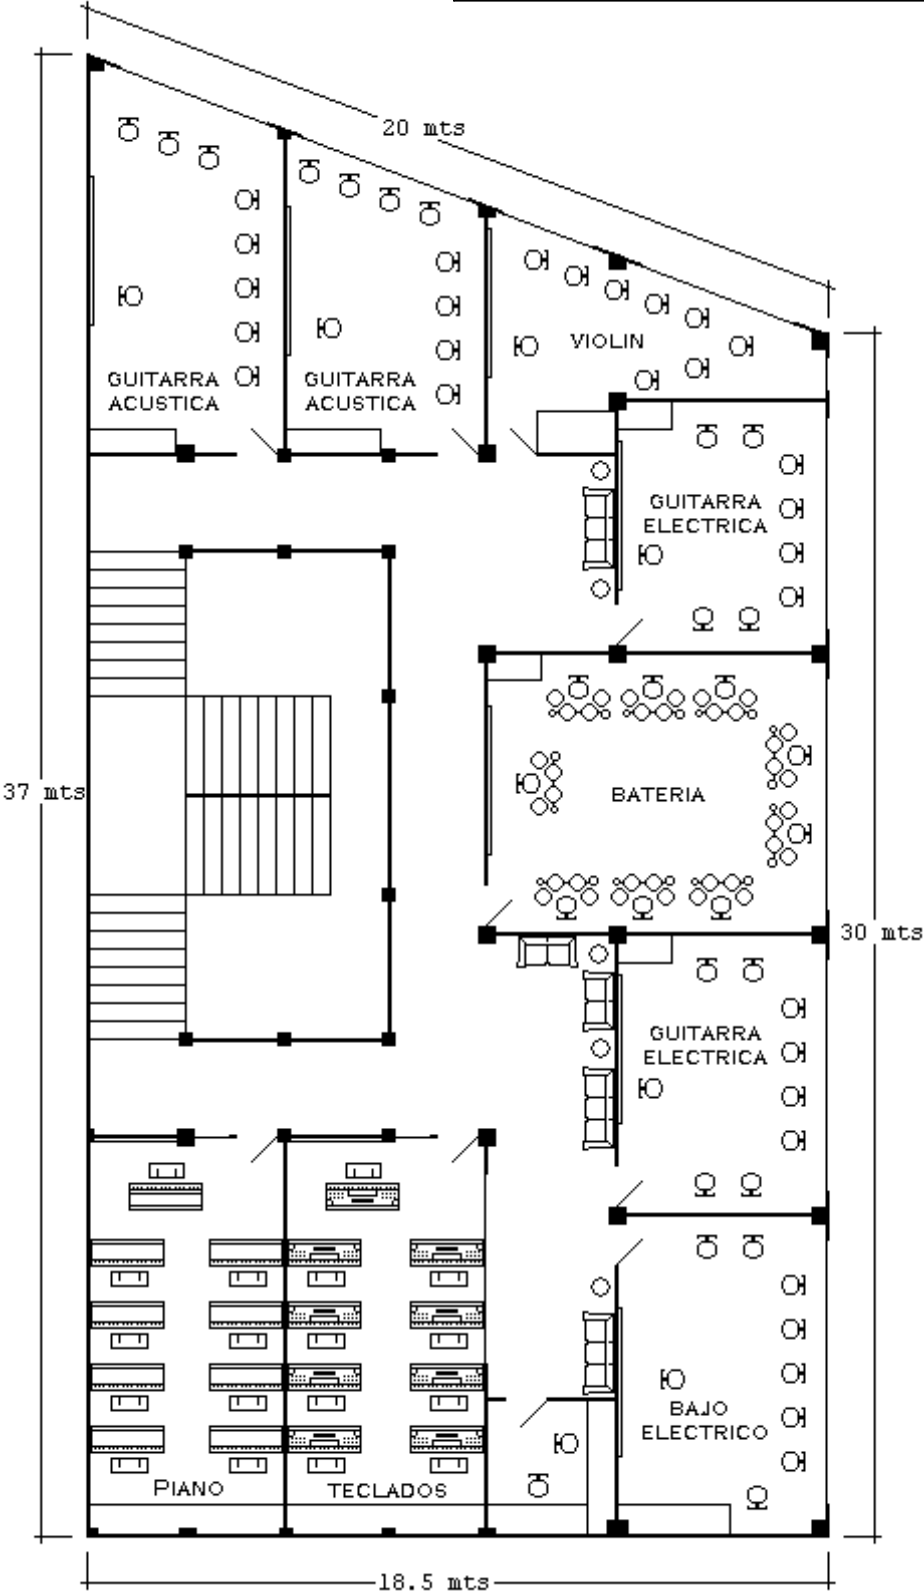 20 mts
VIOLIN
GUITARRA
ACUSTICA
GUITARRA
ACUSTICA
GUITARRA
ELECTRICA
37 mts
BATERIA
30 mts
GUITARRA
ELECTRICA
BAJO
ELECTRICO
PIANO
TECLADOS
18.5 mts